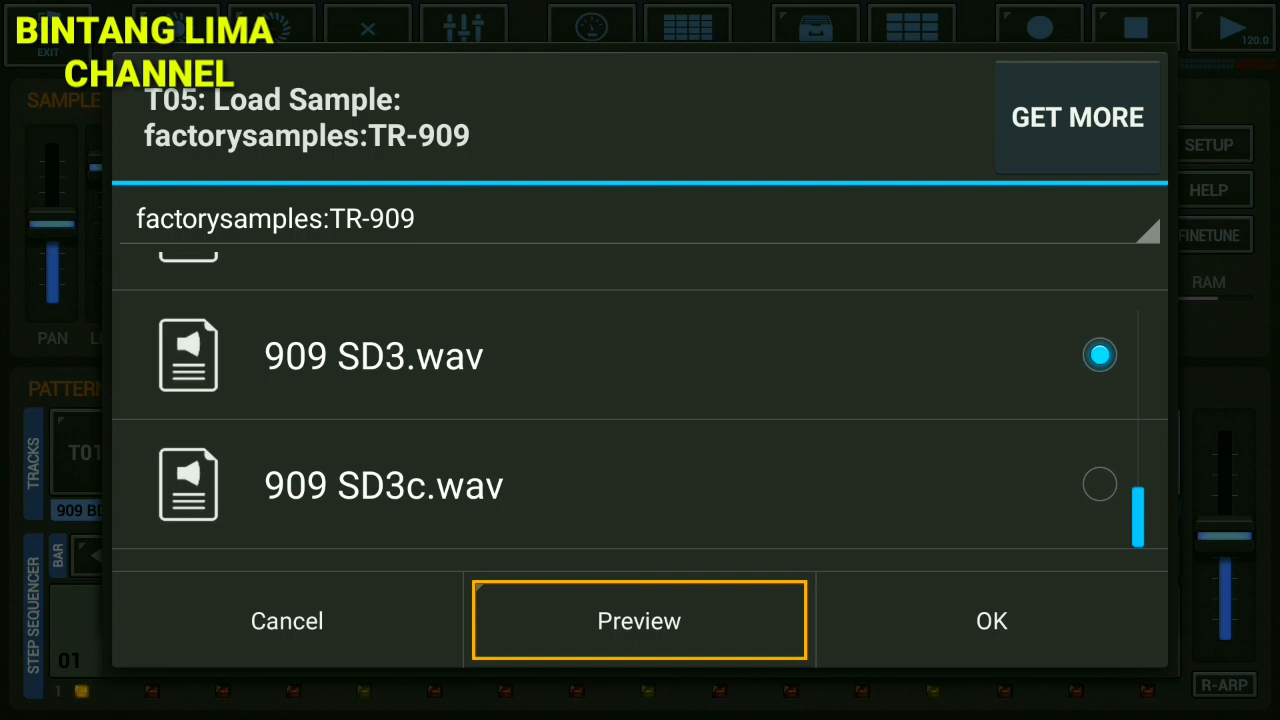 BINTANG LIMA
CHANNEL
EXIT
120.0
SAMPLE
T05: Load Sample:
factorysamples:TR-909
GET MORE
factorysamples:TR-909
SETUP
HELP
FINETUNE
RAM
PAN
909 SD3.wav
909 SD3c.wav
PATTERN
TRACKS
T01
909 BD
BAR
STEP SEQUENCER
01
1
Cancel
Preview
OK
R-ARP